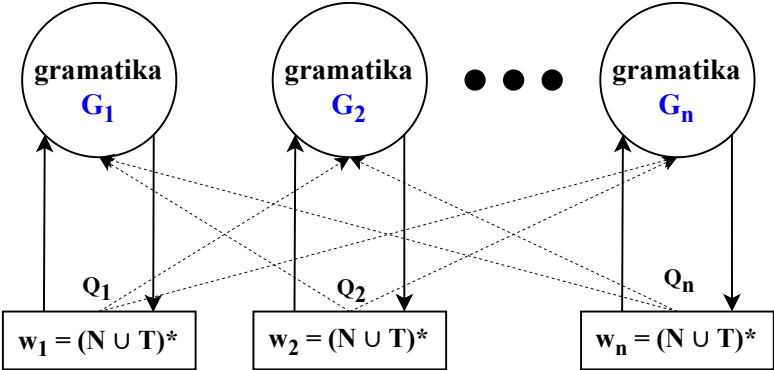 gramatika
G₁
gramatika
G₂
gramatika
Gₙ
Q₁
Q₂
Qₙ
w₁ = (N ∪ T)*
w₂ = (N ∪ T)*
wₙ = (N ∪ T)*